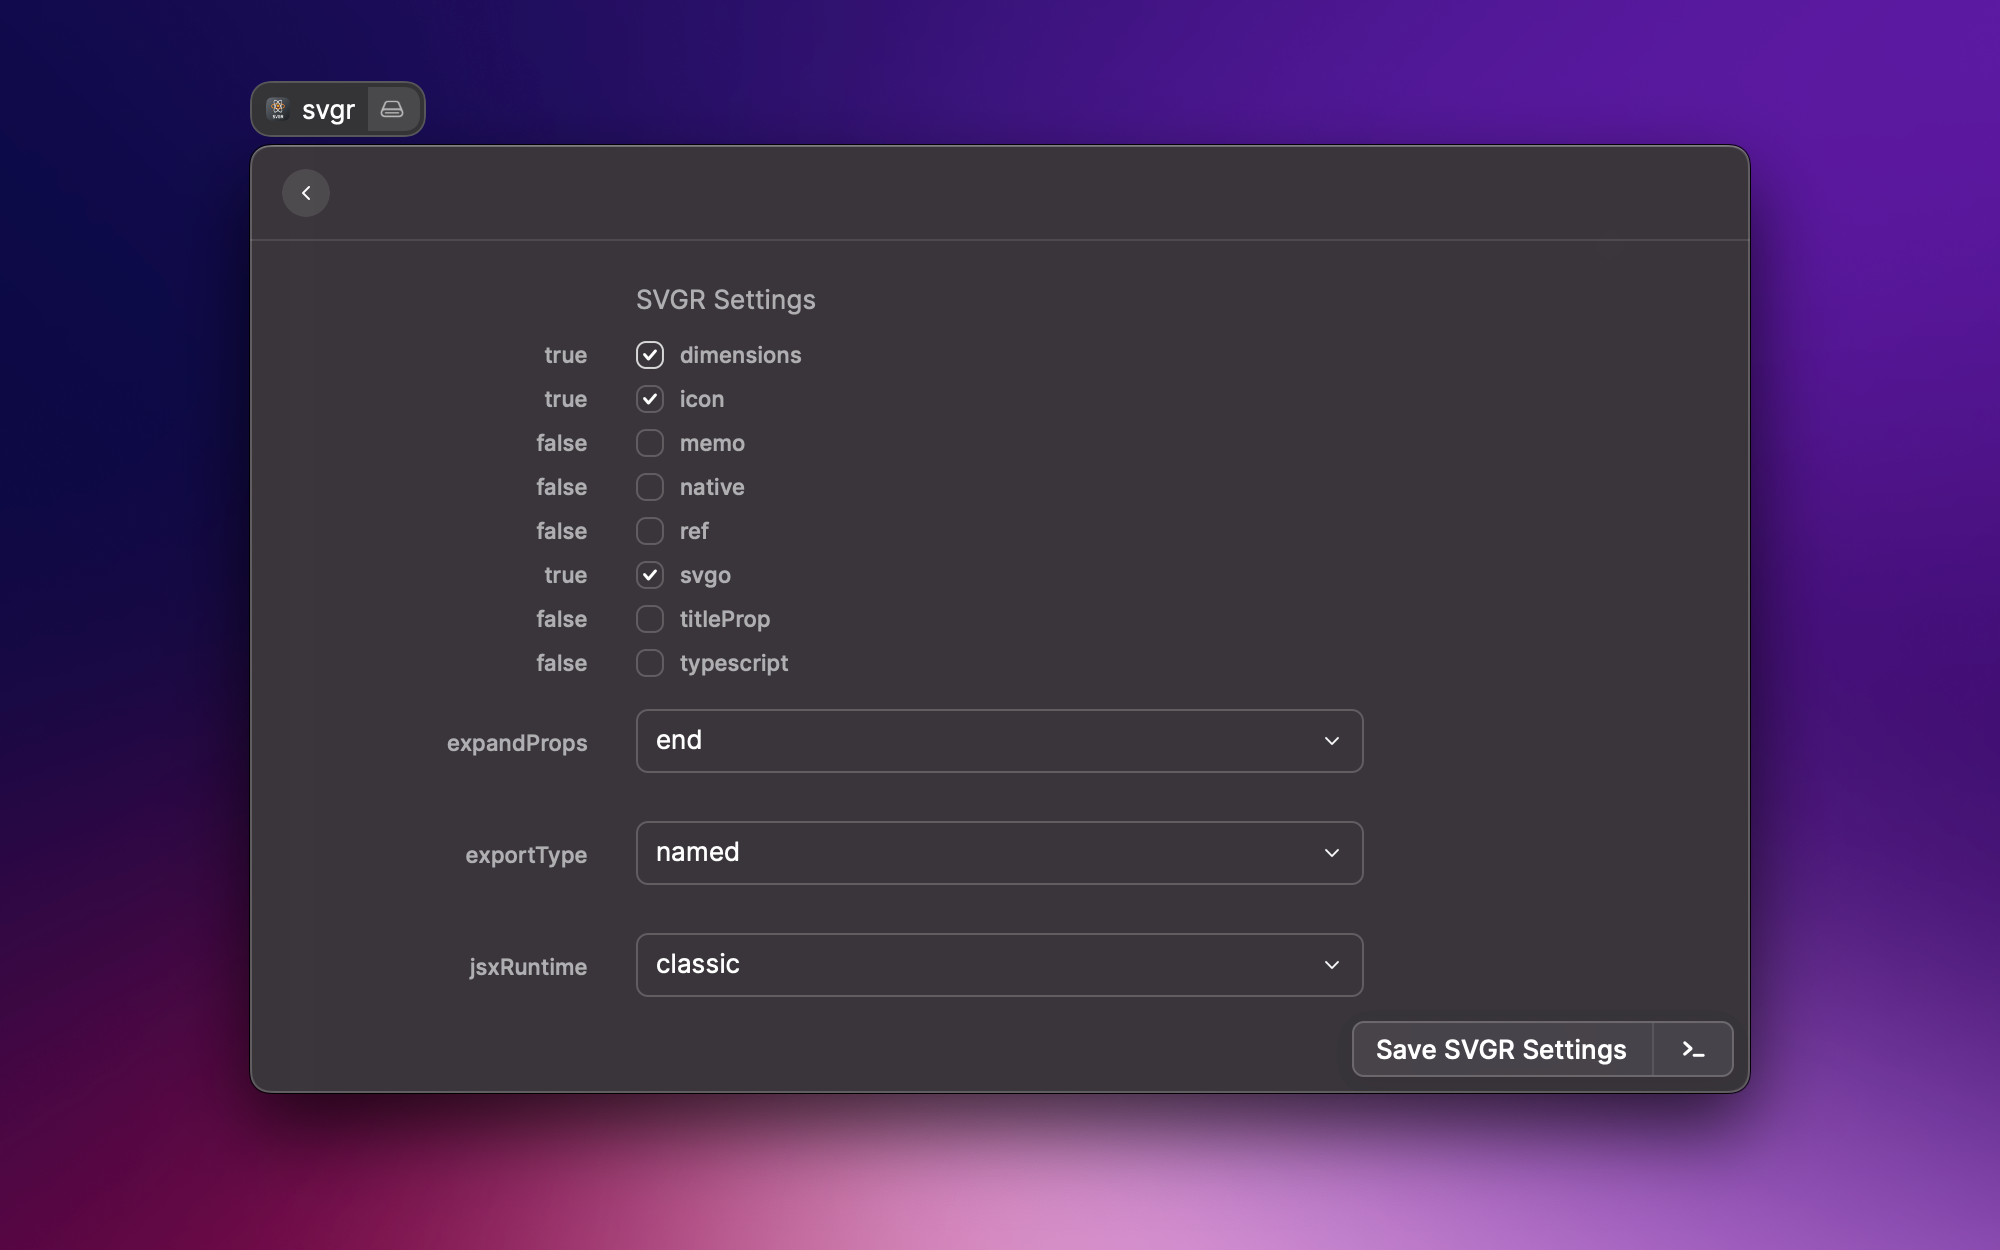 svgr
SVGR Settings
true dimensions
true icon
false memo
false native
false ref
true svgo
false titleProp
false typescript
expandProps end
exportType named
jsxRuntime classic
Save SVGR Settings >_